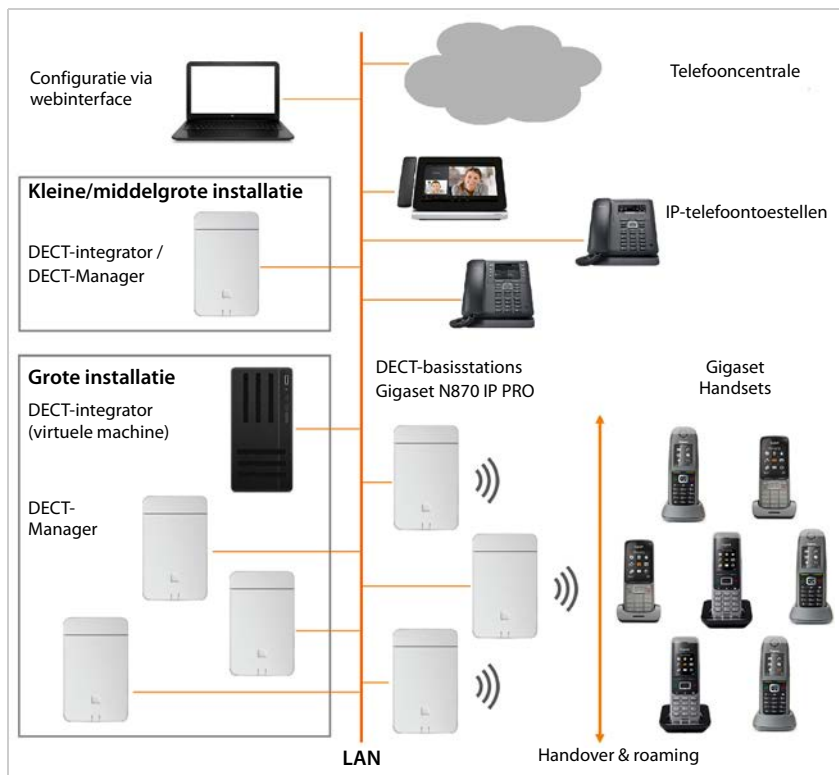 Configuratie via
webinterface
Telefooncentrale
Kleine/middelgrote installatie
DECT-integrator /
DECT-Manager
IP-telefoontoestellen
Grote installatie
DECT-integrator
(virtuele machine)
DECT-
Manager
DECT-basisstations
Gigaset N870 IP PRO
Gigaset
Handsets
LAN
Handover & roaming